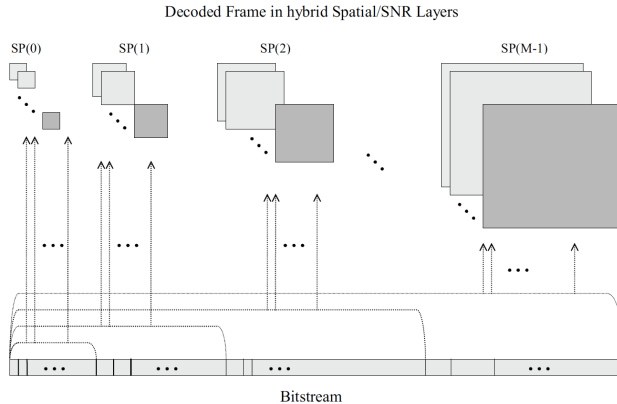 Decoded Frame in hybrid Spatial/SNR Layers
SP(0) SP(1) SP(2) SP(M-1)
Bitstream